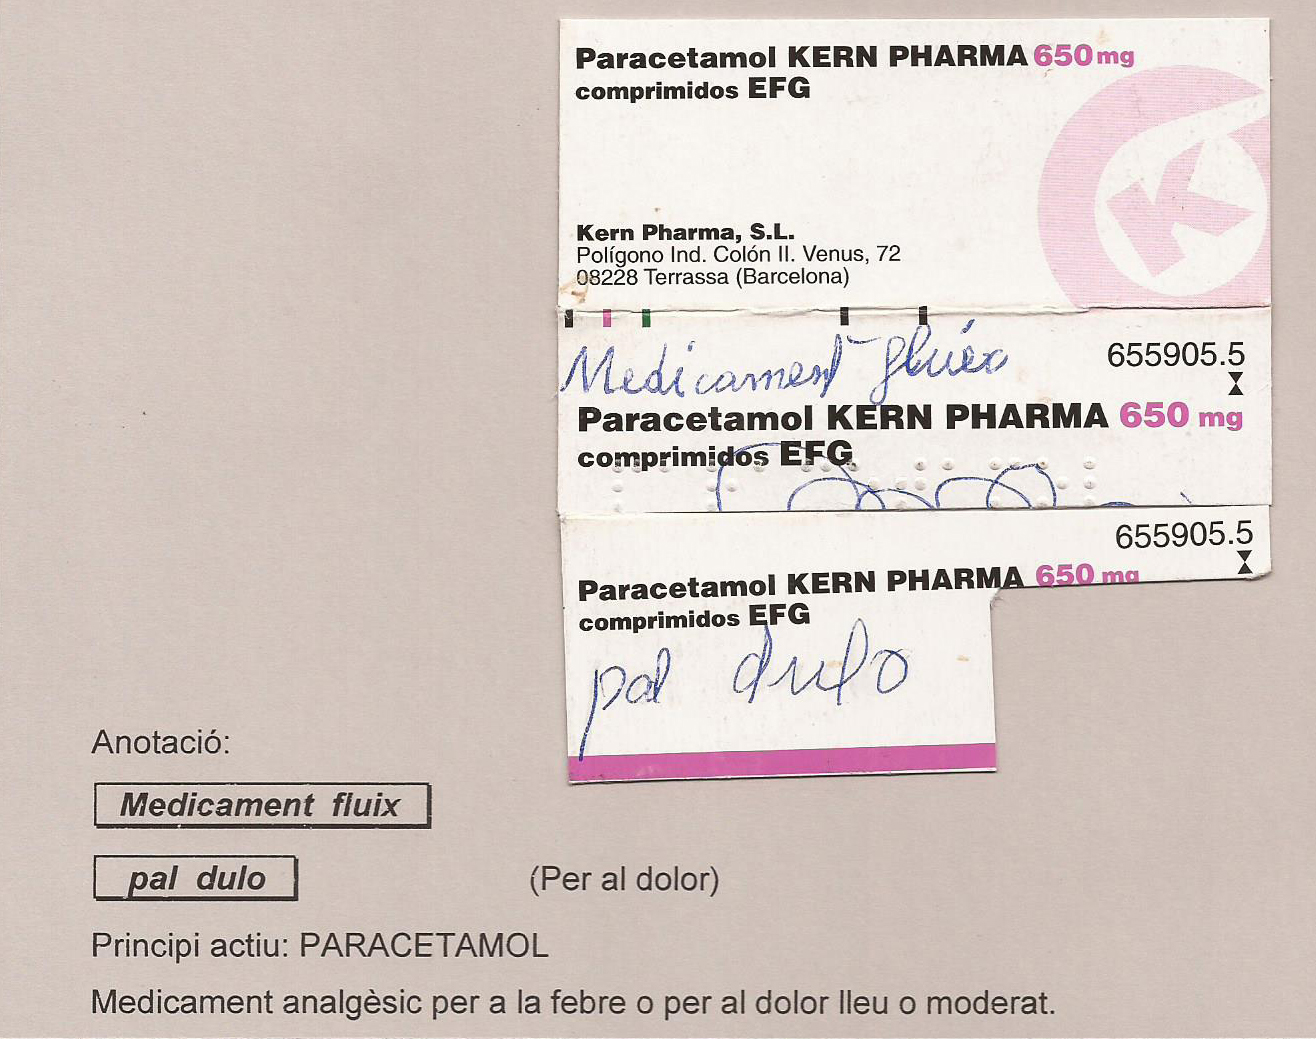 Paracetamol KERN PHARMA 650 mg
comprimidos EFG
Kern Pharma, S.L.
Polígono Ind. Colón II. Venus, 72
08228 Terrassa (Barcelona)
Medicament fluix
655905.5
Paracetamol KERN PHARMA 650 mg
comprimidos EFG
655905.5
Paracetamol KERN PHARMA 650 mg
comprimidos EFG
pal dulo
Anotació:
Medicament fluix
pal dulo (Per al dolor)
Principi actiu: PARACETAMOL
Medicament analgèsic per a la febre o per al dolor lleu o moderat.